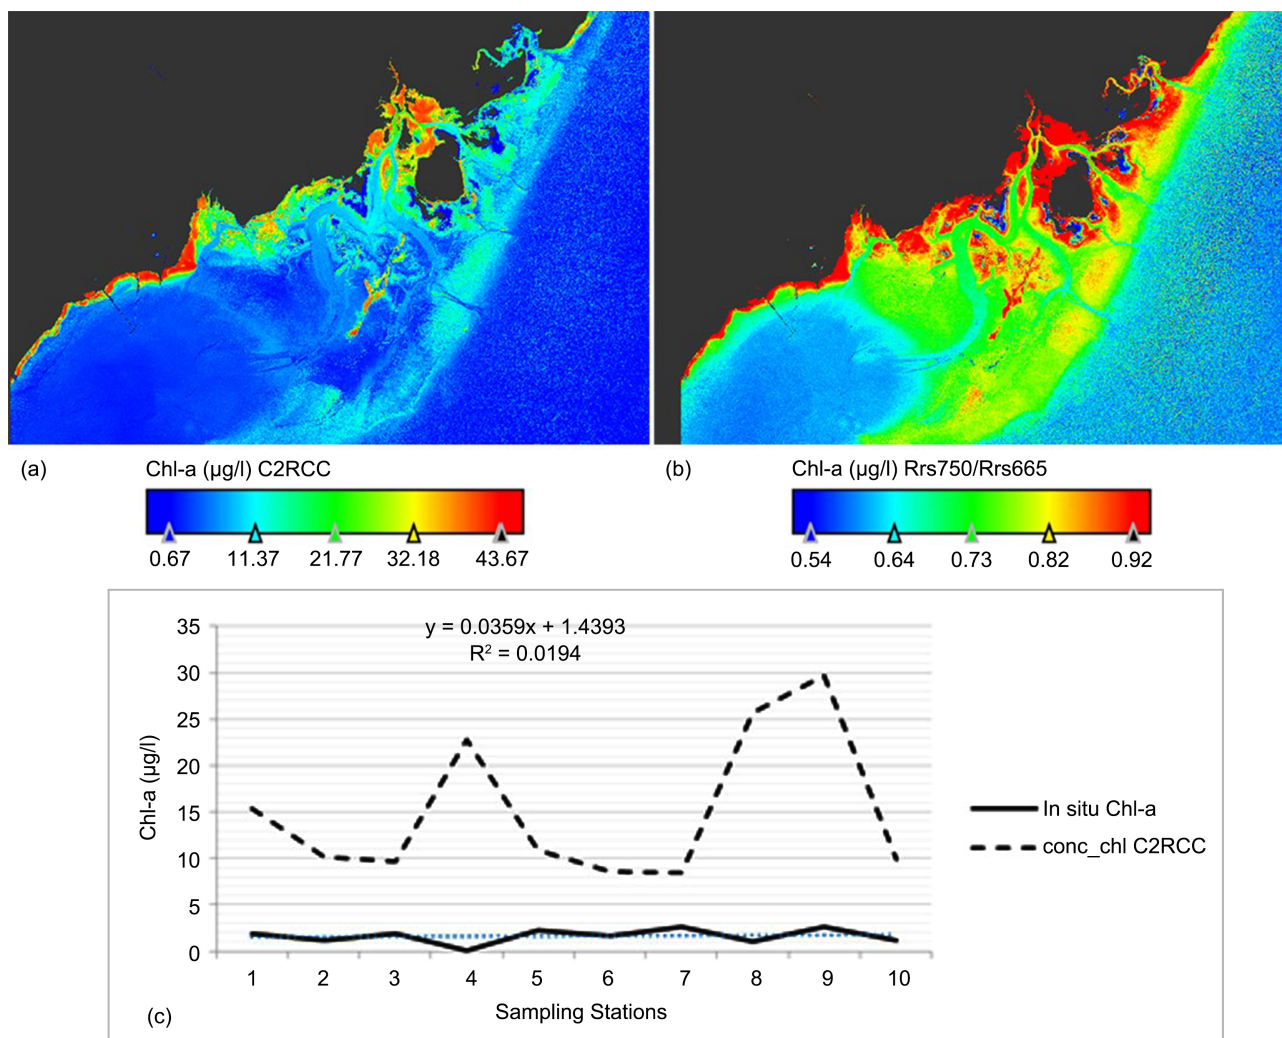 (a)
Chl-a (µg/l) C2RCC
0.67 11.37 21.77 32.18 43.67
(b)
Chl-a (µg/l) Rrs750/Rrs665
0.54 0.64 0.73 0.82 0.92
y = 0.0359x + 1.4393
R² = 0.0194
Chl-a (µg/l)
35
30
25
20
15
10
5
0
1 2 3 4 5 6 7 8 9 10
Sampling Stations
In situ Chl-a
conc_chl C2RCC
(c)